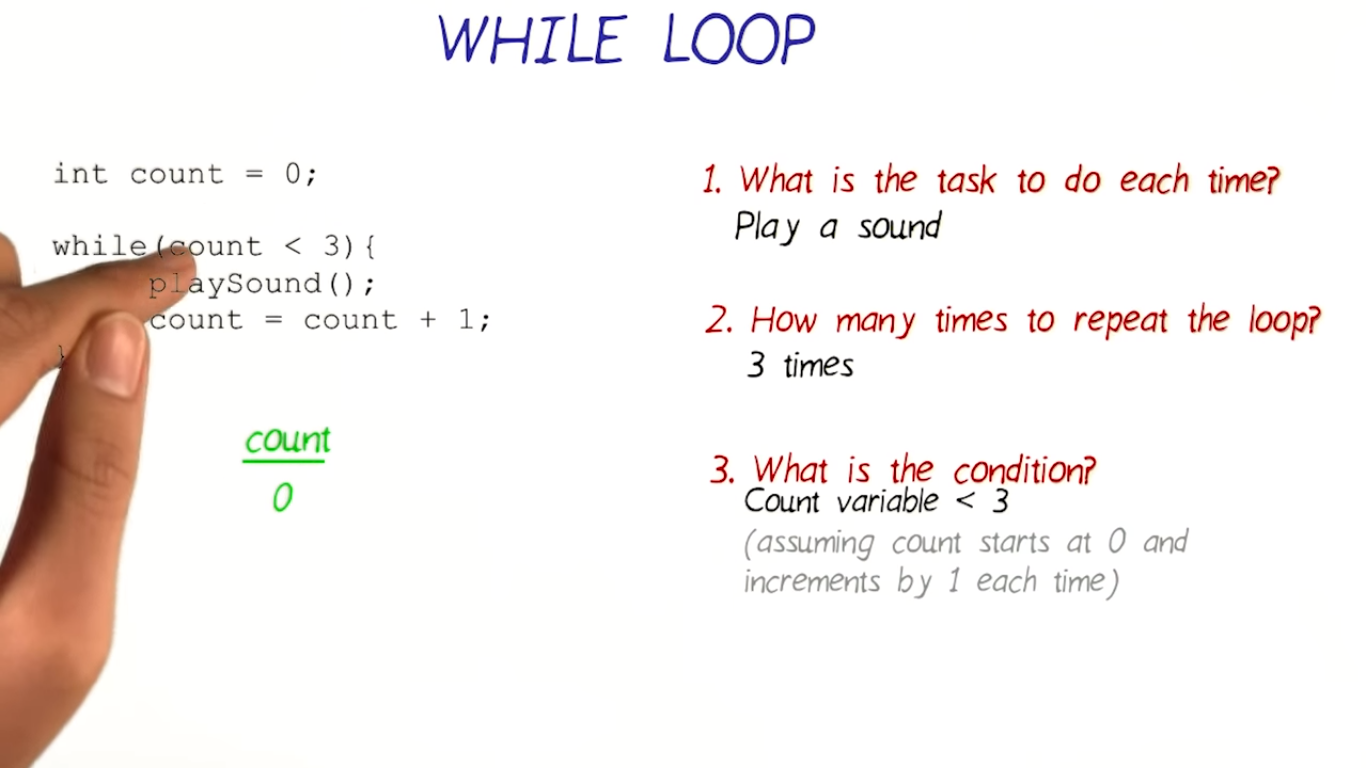 WHILE LOOP
int count = 0;
while(count < 3){
playSound();
count = count + 1;
}
count
0
1. What is the task to do each time?
Play a sound
2. How many times to repeat the loop?
3 times
3. What is the condition?
Count variable < 3
(assuming count starts at 0 and
increments by 1 each time)